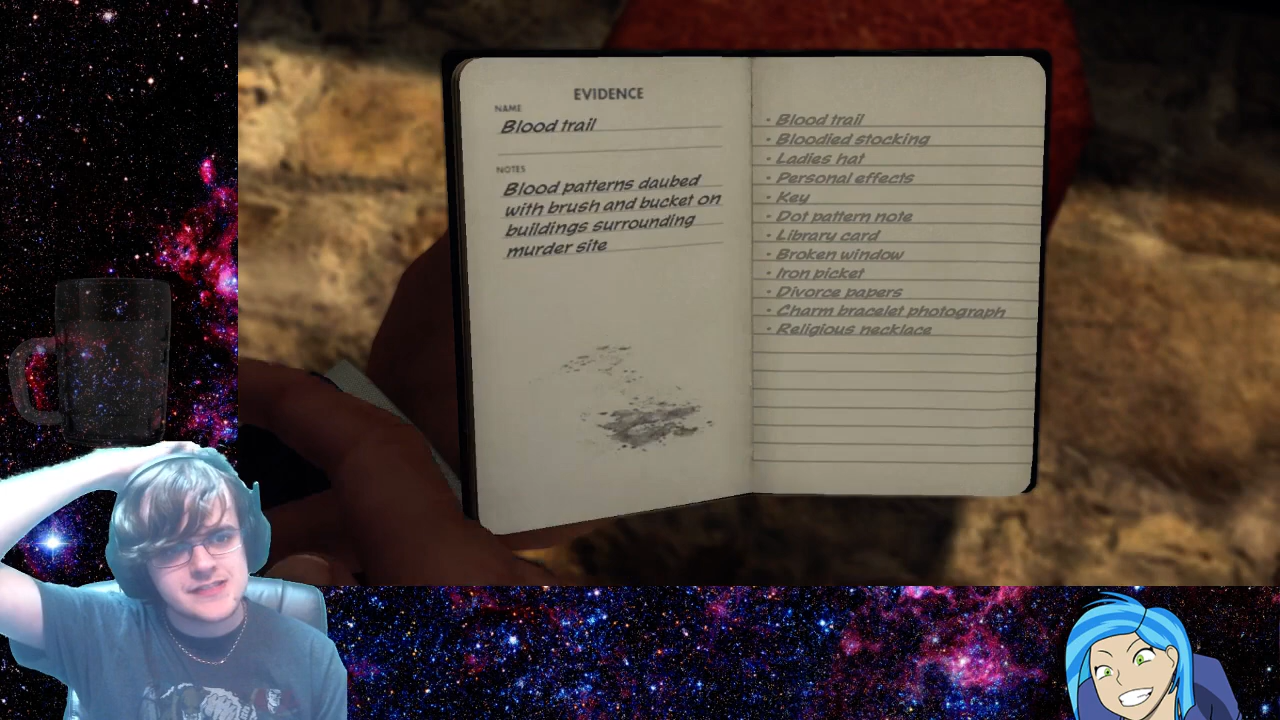 EVIDENCE
NAME
Blood trail
NOTES
Blood patterns daubed
with brush and bucket on
buildings surrounding
murder site
- Blood trail
- Bloodied stocking
- Ladies hat
- Personal effects
- Key
- Dot pattern note
- Library card
- Broken window
- Iron picket
- Divorce papers
- Charm bracelet photograph
- Religious necklace